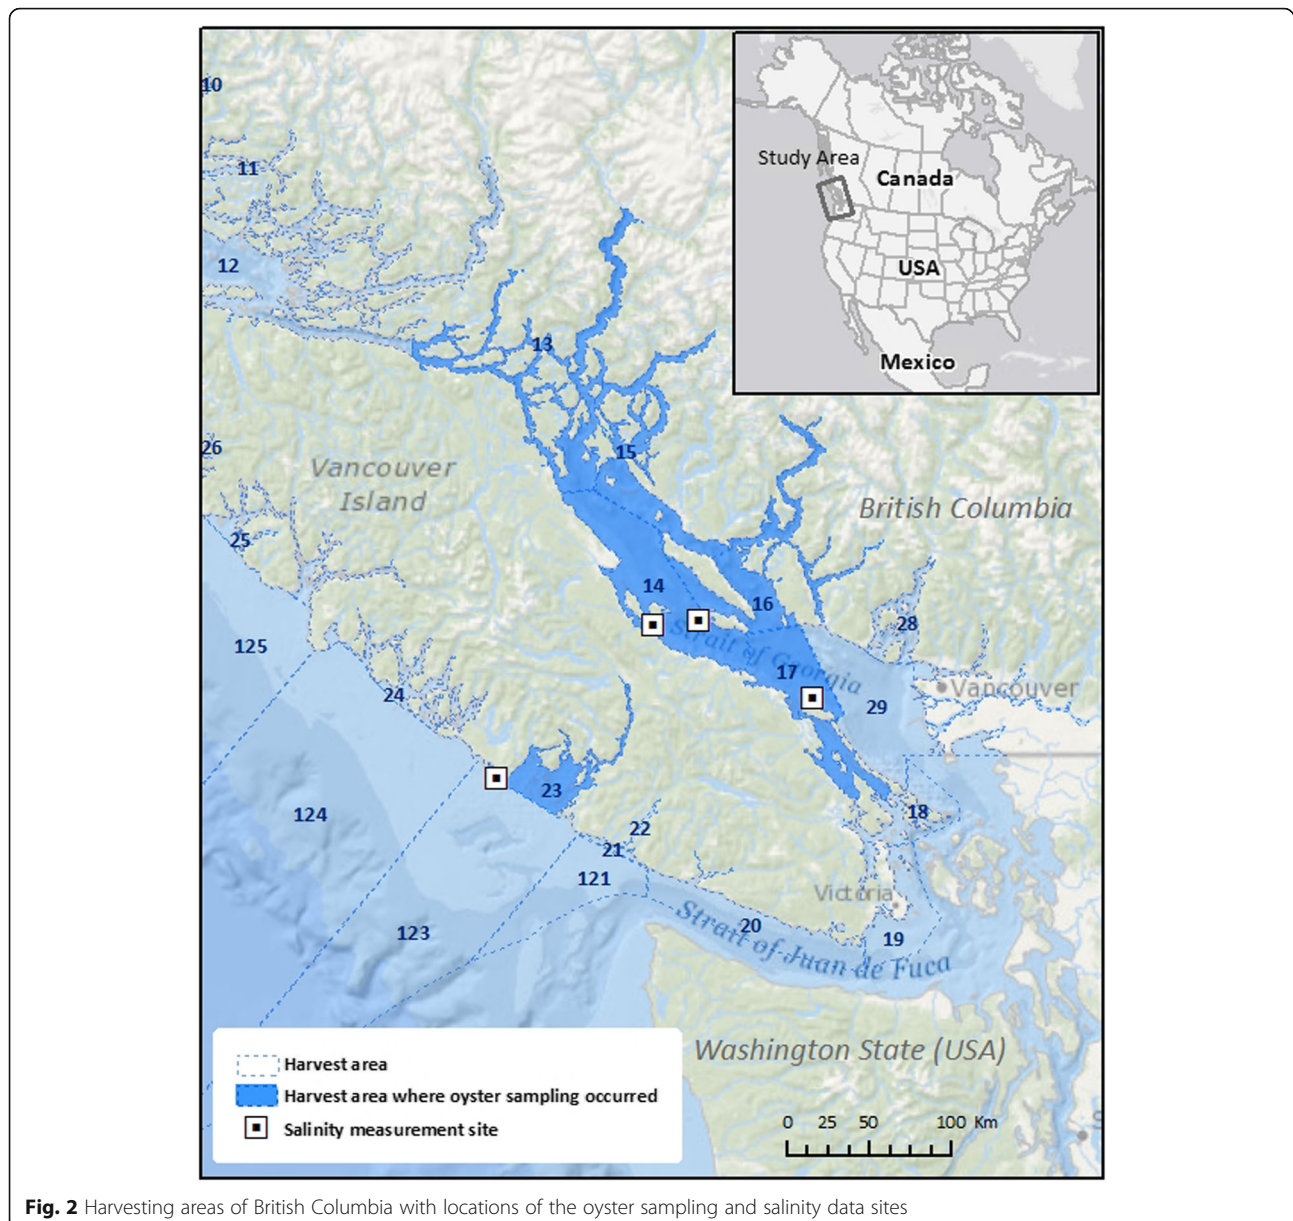 10
11
12
Study Area
Canada
USA
Mexico
13
15
26
Vancouver
Island
British Columbia
25
14
16
28
125
Strait of Georgia
17
Vancouver
24
29
23
124
18
22
21
121
Victoria
20
19
123
Strait of Juan de Fuca
Washington State (USA)
Harvest area
Harvest area where oyster sampling occurred
Salinity measurement site
0 25 50 100 Km
S
Fig. 2 Harvesting areas of British Columbia with locations of the oyster sampling and salinity data sites